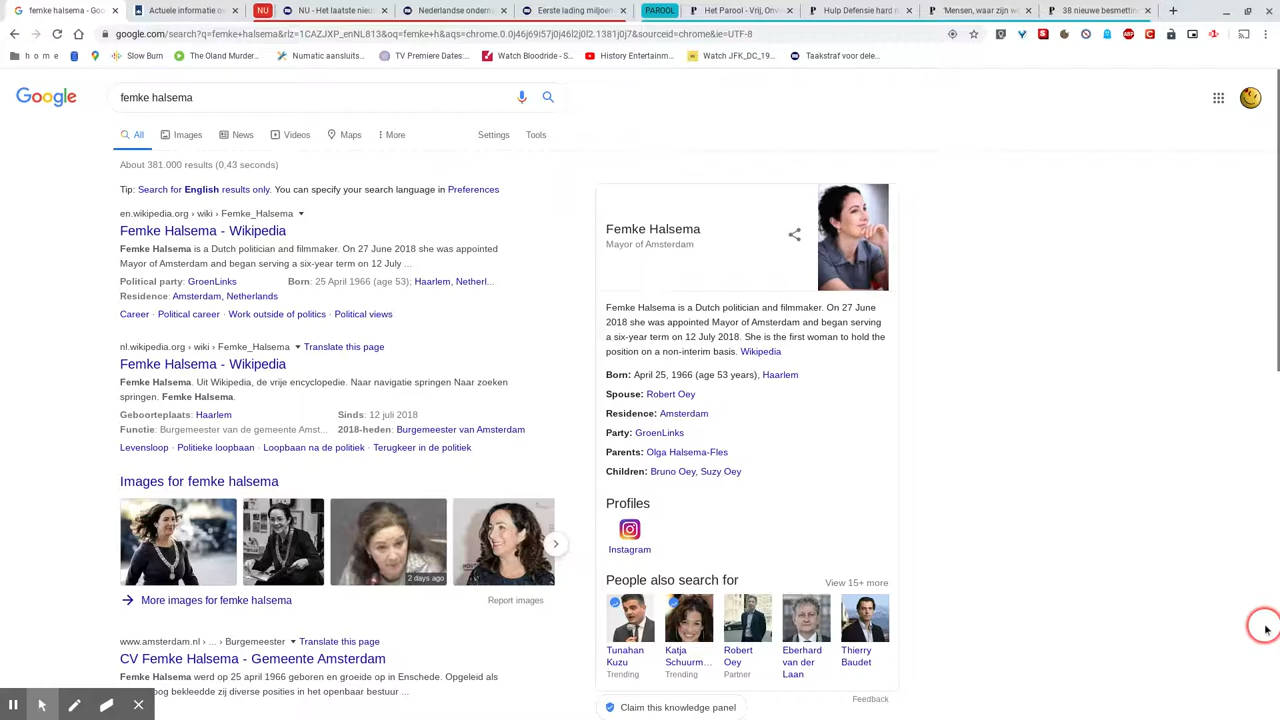 femke halsema - Go
Actuele informatie ov
NU
NU - Het laatste nieu
Nederlandse ondern
Eerste lading miljoen
PAROOL
Het Parool - Vrij, Onv
Hulp Defensie hard n
'Mensen, waar zijn we
38 nieuwe besmettin
google.com/search?q=femke+halsema&rlz=1CAZJXP_enNL813&oq=femke+h&aqs=chrome.0.0j46j69i57j0j46l2j0l2.1381j0j7&sourceid=chrome&ie=UTF-8
h o m e
Slow Burn
The Oland Murder...
Numatic aansluits...
TV Premiere Dates:...
Watch Bloodride - S...
History Entertainm...
Watch JFK_DC_19...
Taakstraf voor dele...
Google
femke halsema
All
Images
News
Videos
Maps
More
Settings
Tools
About 381.000 results (0,43 seconds)
Tip: Search for English results only. You can specify your search language in Preferences
en.wikipedia.org › wiki › Femke_Halsema
Femke Halsema - Wikipedia
Femke Halsema is a Dutch politician and filmmaker. On 27 June 2018 she was appointed
Mayor of Amsterdam and began serving a six-year term on 12 July ...
Political party: GroenLinks
Born: 25 April 1966 (age 53); Haarlem, Netherl...
Residence: Amsterdam, Netherlands
Career · Political career · Work outside of politics · Political views
nl.wikipedia.org › wiki › Femke_Halsema Translate this page
Femke Halsema - Wikipedia
Femke Halsema. Uit Wikipedia, de vrije encyclopedie. Naar navigatie springen Naar zoeken
springen. Femke Halsema.
Geboorteplaats: Haarlem
Sinds: 12 juli 2018
Functie: Burgemeester van de gemeente Amst...
2018-heden: Burgemeester van Amsterdam
Levensloop · Politieke loopbaan · Loopbaan na de politiek · Terugkeer in de politiek
Images for femke halsema
2 days ago
More images for femke halsema
Report images
www.amsterdam.nl › ... › Burgemeester Translate this page
CV Femke Halsema - Gemeente Amsterdam
Femke Halsema werd op 25 april 1966 geboren en groeide op in Enschede. Opgeleid als
oog bekleedde zij diverse posities in het openbaar bestuur ...
Femke Halsema
Mayor of Amsterdam
Femke Halsema is a Dutch politician and filmmaker. On 27 June
2018 she was appointed Mayor of Amsterdam and began serving
a six-year term on 12 July 2018. She is the first woman to hold the
position on a non-interim basis. Wikipedia
Born: April 25, 1966 (age 53 years), Haarlem
Spouse: Robert Oey
Residence: Amsterdam
Party: GroenLinks
Parents: Olga Halsema-Fles
Children: Bruno Oey, Suzy Oey
Profiles
Instagram
People also search for
View 15+ more
Tunahan
Kuzu
Trending
Katja
Schuurm...
Trending
Robert
Oey
Partner
Eberhard
van der
Laan
Thierry
Baudet
Feedback
Claim this knowledge panel